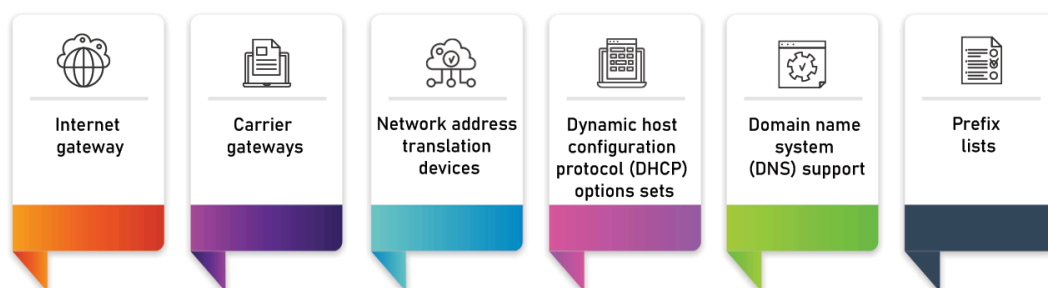 Internet
gateway
Carrier
gateways
Network address
translation
devices
Dynamic host
configuration
protocol (DHCP)
options sets
Domain name
system
(DNS) support
Prefix
lists